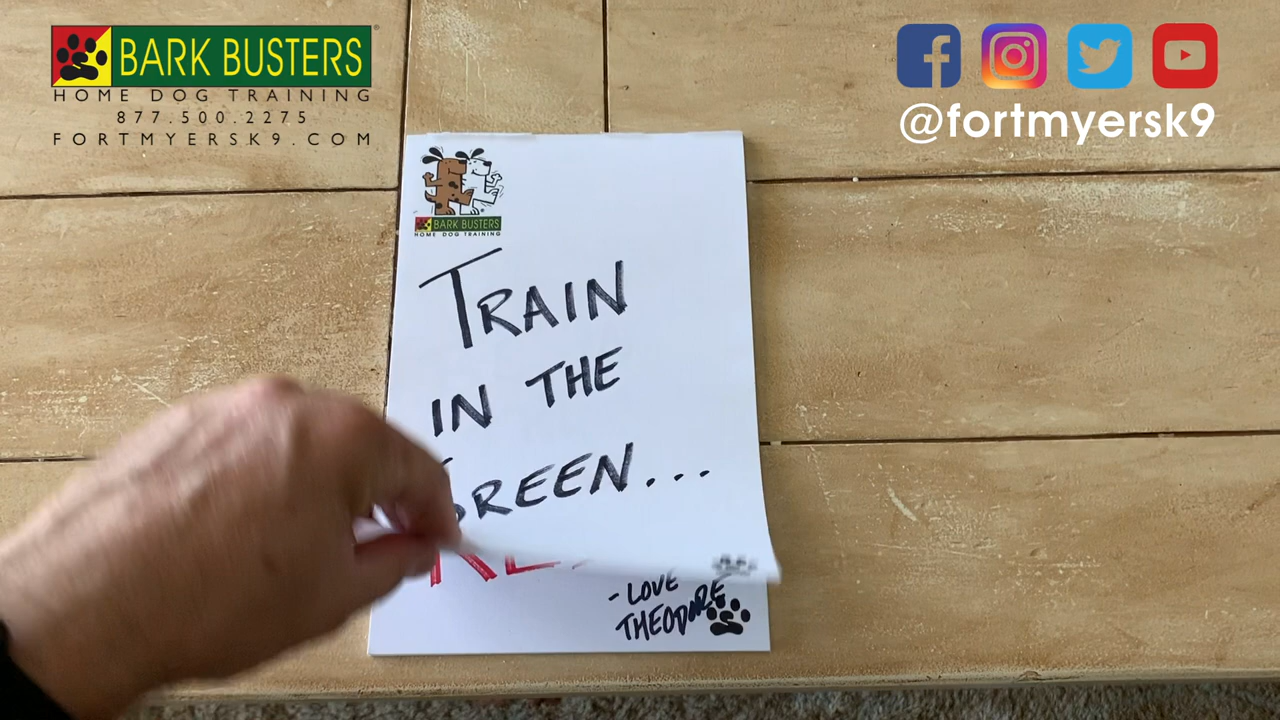 BARK BUSTERS
HOME DOG TRAINING
877.500.2275
FORTMYERSK9.COM
@fortmyersk9
BARK BUSTERS
HOME DOG TRAINING
TRAIN
IN THE
GREEN...
- LOVE
THEODORE